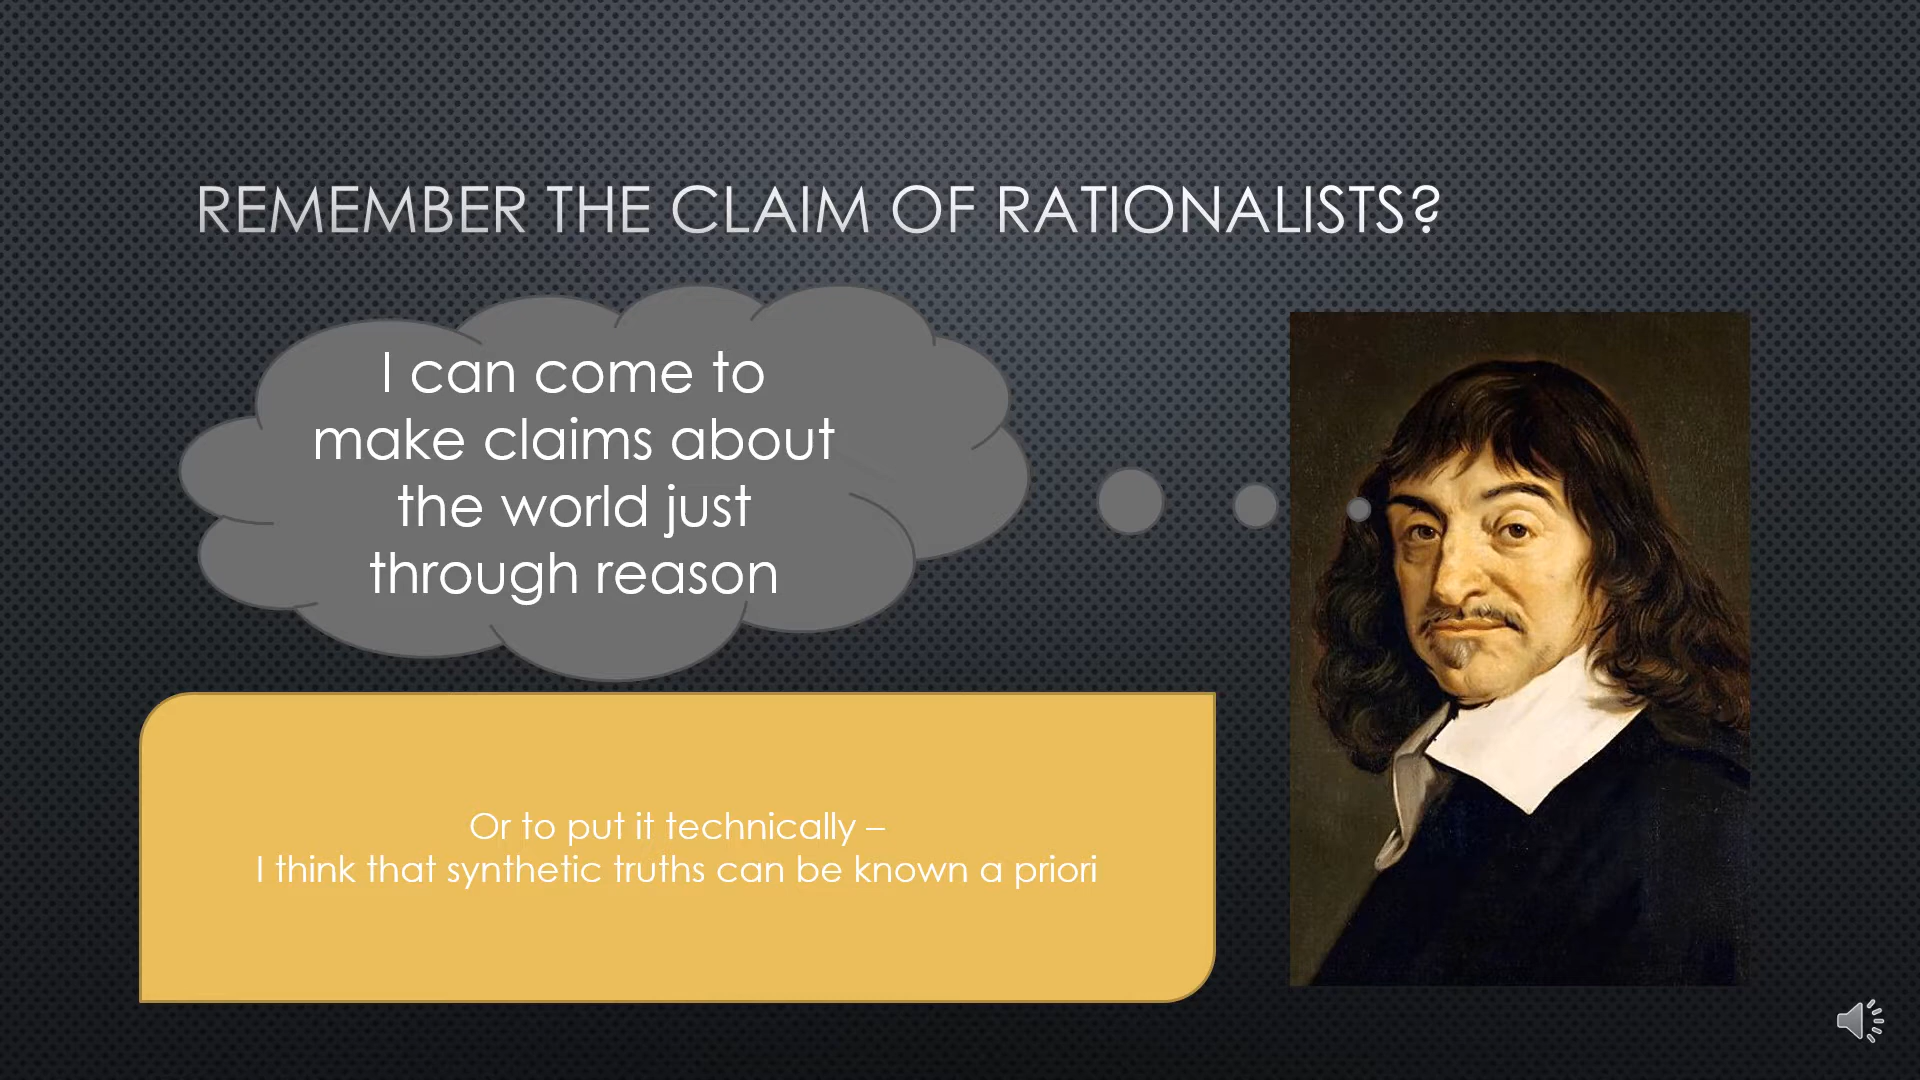 REMEMBER THE CLAIM OF RATIONALISTS?
I can come to
make claims about
the world just
through reason
Or to put it technically –
I think that synthetic truths can be known a priori